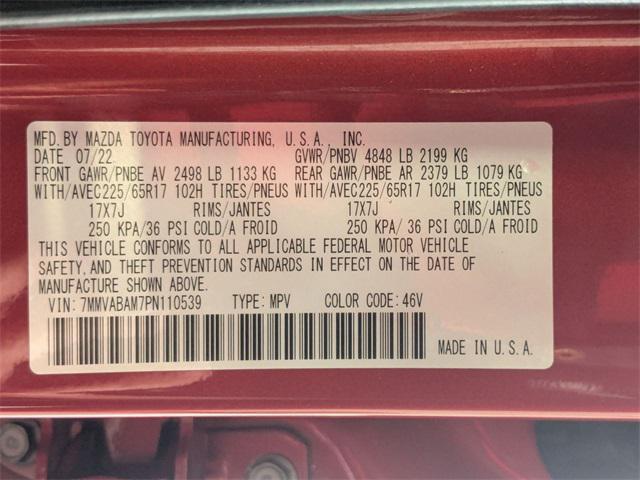 MFD. BY MAZDA TOYOTA MANUFACTURING, U.S.A., INC.
DATE 07/22 GVWR/PNBV 4848 LB 2199 KG
FRONT GAWR/PNBE AV 2498 LB 1133 KG REAR GAWR/PNBE AR 2379 LB 1079 KG
WITH/AVEC225/65R17 102H TIRES/PNEUS WITH/AVEC225/65R17 102H TIRES/PNEUS
17X7J RIMS/JANTES 17X7J RIMS/JANTES
250 KPA/36 PSI COLD/A FROID 250 KPA/ 36 PSI COLD/A FROID
THIS VEHICLE CONFORMS TO ALL APPLICABLE FEDERAL MOTOR VEHICLE
SAFETY, AND THEFT PREVENTION STANDARDS IN EFFECT ON THE DATE OF
MANUFACTURE SHOWN ABOVE.
VIN: 7MMVABAM7PN110539 TYPE: MPV COLOR CODE: 46V
MADE IN U.S.A.